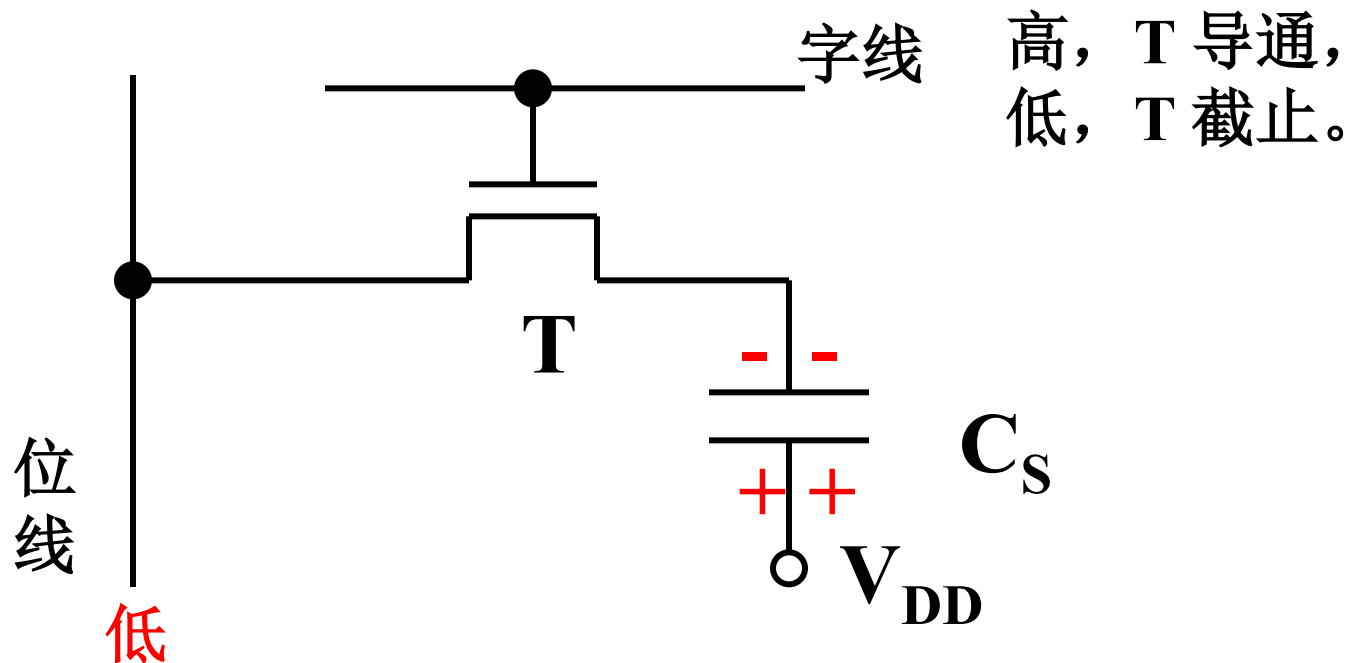 字线
高，T 导通，
低，T 截止。
T
- -
C_S
+ +
位
线
V_DD
低